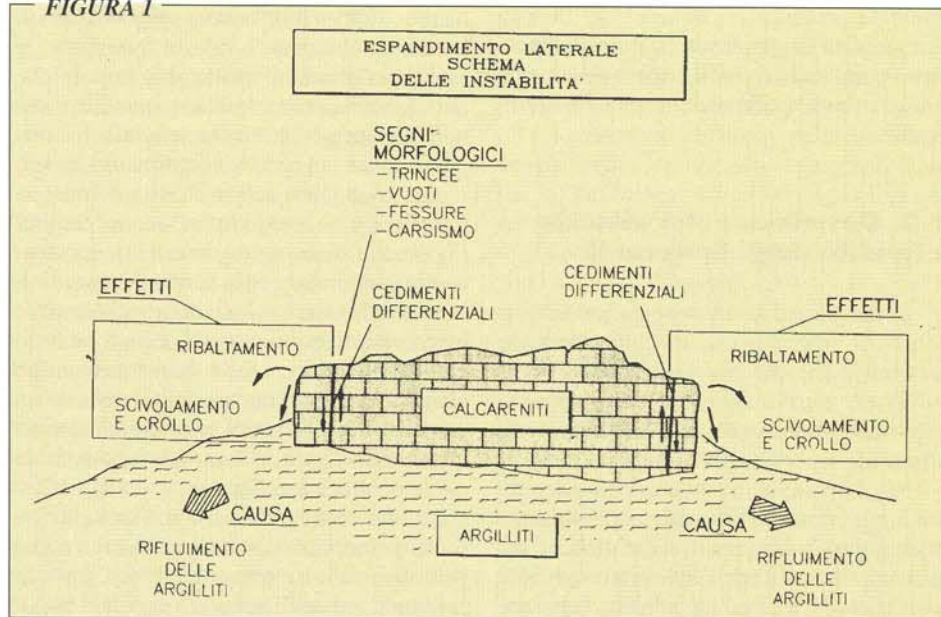 FIGURA 1
ESPANDIMENTO LATERALE
SCHEMA
DELLE INSTABILITA'
SEGNI
MORFOLOGICI
-TRINCEE
-VUOTI
-FESSURE
-CARSISMO
EFFETTI
CEDIMENTI
DIFFERENZIALI
RIBALTAMENTO
SCIVOLAMENTO
E CROLLO
CEDIMENTI
DIFFERENZIALI
EFFETTI
RIBALTAMENTO
SCIVOLAMENTO
E CROLLO
CALCARENITI
CAUSA
RIFLUIMENTO
DELLE
ARGILLITI
ARGILLITI
CAUSA
RIFLUIMENTO
DELLE
ARGILLITI